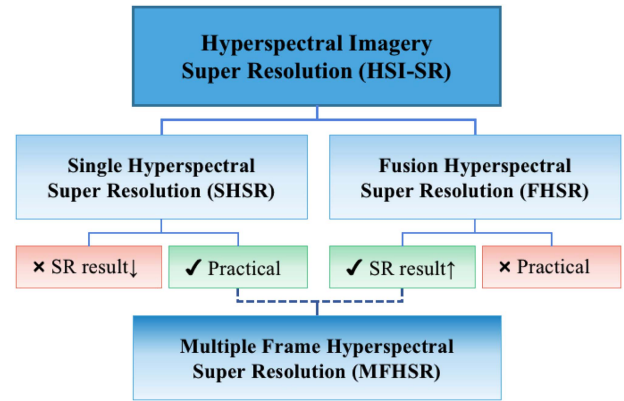 Hyperspectral Imagery
Super Resolution (HSI-SR)
Single Hyperspectral
Super Resolution (SHSR)
Fusion Hyperspectral
Super Resolution (FHSR)
× SR result↓
✓ Practical
✓ SR result↑
× Practical
Multiple Frame Hyperspectral
Super Resolution (MFHSR)